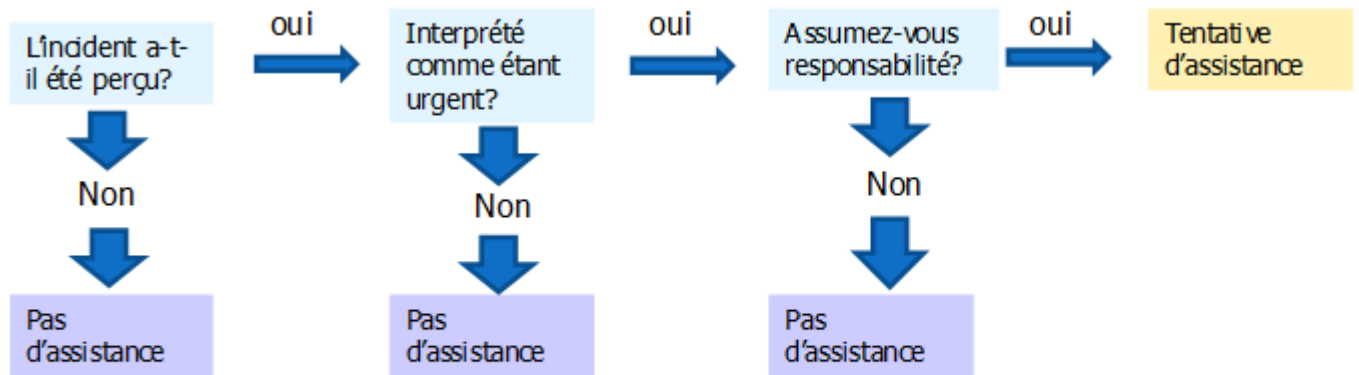 L'incident a-t-
il été perçu?
oui
Interprété
comme étant
urgent?
oui
Assumez-vous
responsabilité?
oui
Tentative
d'assistance
Non
Non
Non
Pas
d'assistance
Pas
d'assistance
Pas
d'assistance